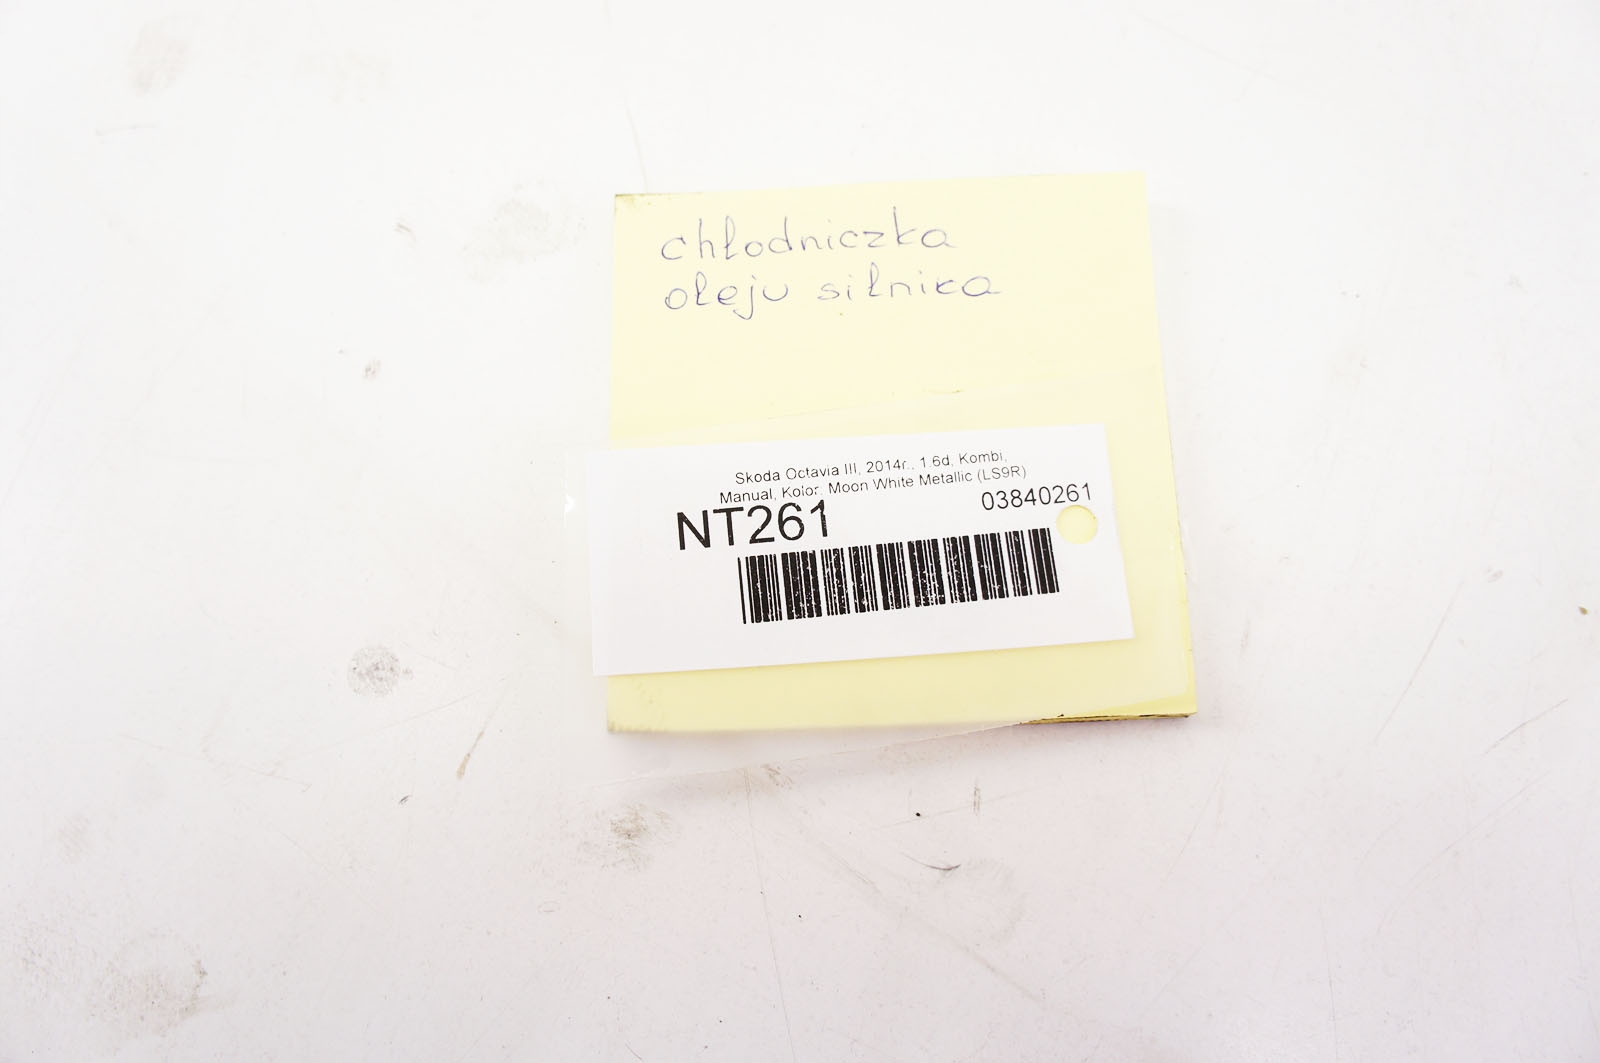 chłodniczka
oleju silnika
Skoda Octavia III, 2014r., 1.6d, Kombi,
Manual, Kolor: Moon White Metallic (LS9R)
NT261
03840261